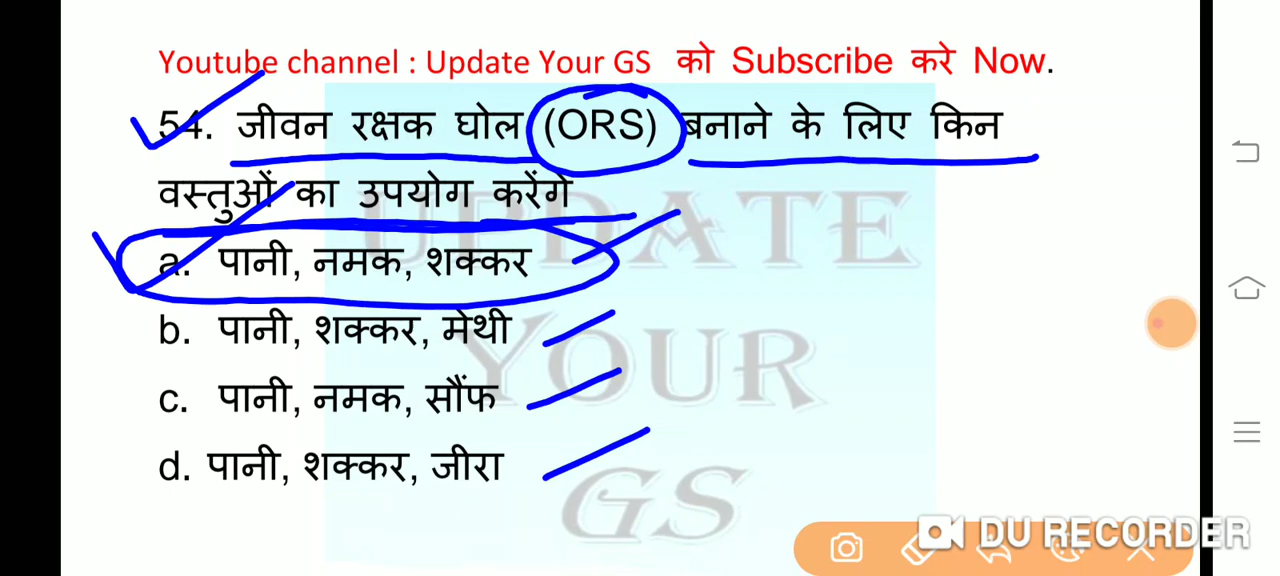 Youtube channel : Update Your GS को Subscribe करे Now.
54. जीवन रक्षक घोल (ORS) बनाने के लिए किन
वस्तुओं का उपयोग करेंगे
a. पानी, नमक, शक्कर
b. पानी, शक्कर, मेथी
c. पानी, नमक, सौंफ
d. पानी, शक्कर, जीरा
UPDATE
YOUR
GS
DU RECORDER